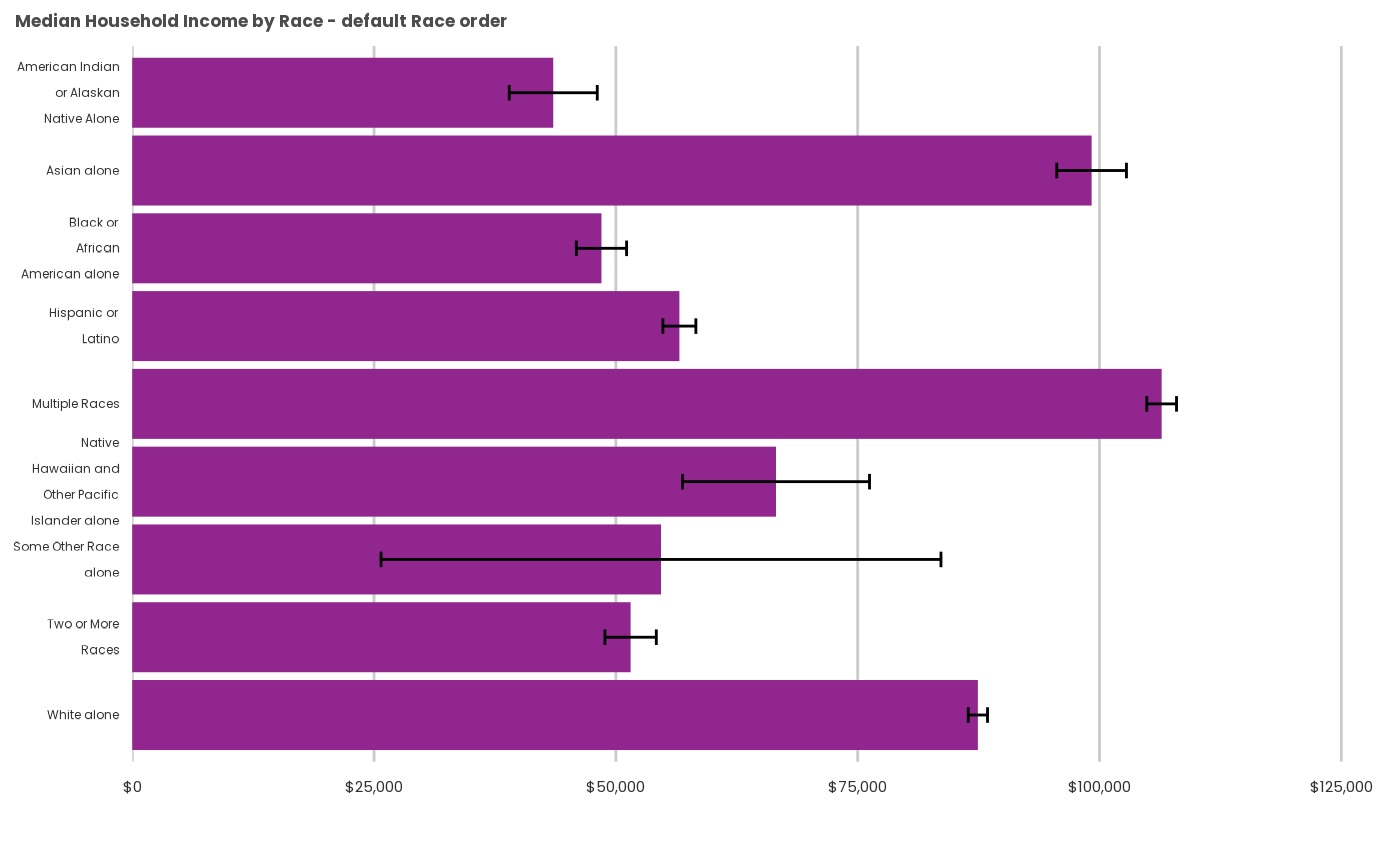 Median Household Income by Race - default Race order
American Indian
or Alaskan
Native Alone
Asian alone
Black or
African
American alone
Hispanic or
Latino
Multiple Races
Native
Hawaiian and
Other Pacific
Islander alone
Some Other Race
alone
Two or More
Races
White alone
$0 $25,000 $50,000 $75,000 $100,000 $125,000